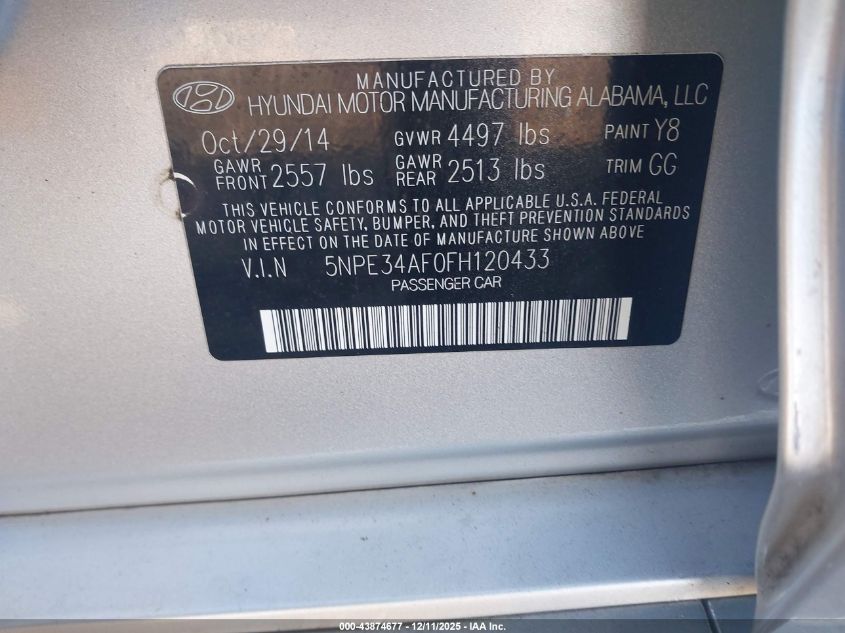 MANUFACTURED BY
HYUNDAI MOTOR MANUFACTURING ALABAMA, LLC
Oct/29/14 GVWR 4497 lbs PAINT Y8
GAWR FRONT 2557 lbs GAWR REAR 2513 lbs TRIM GG
THIS VEHICLE CONFORMS TO ALL APPLICABLE U.S.A. FEDERAL
MOTOR VEHICLE SAFETY, BUMPER, AND THEFT PREVENTION STANDARDS
IN EFFECT ON THE DATE OF MANUFACTURE SHOWN ABOVE
V.I.N 5NPE34AF0FH120433
PASSENGER CAR
000-43874677 - 12/11/2025 - IAA Inc.